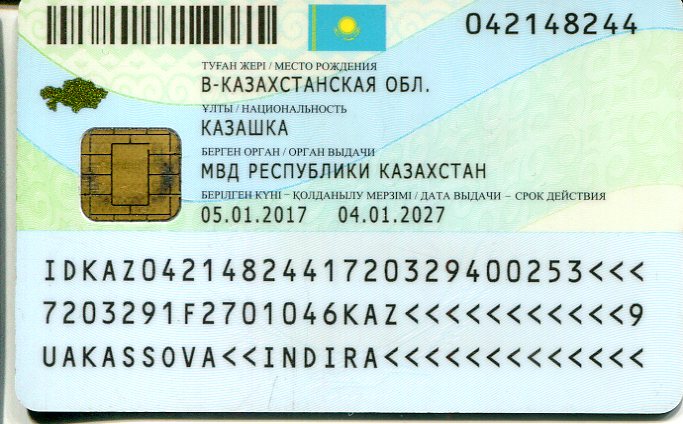 042148244
ТУҒАН ЖЕРІ / МЕСТО РОЖДЕНИЯ
В-КАЗАХСТАНСКАЯ ОБЛ.
ҰЛТЫ / НАЦИОНАЛЬНОСТЬ
КАЗАШКА
БЕРГЕН ОРГАН / ОРГАН ВЫДАЧИ
МВД РЕСПУБЛИКИ КАЗАХСТАН
БЕРІЛГЕН КҮНІ – ҚОЛДАНЫЛУ МЕРЗІМІ / ДАТА ВЫДАЧИ – СРОК ДЕЙСТВИЯ
05.01.2017 04.01.2027
IDKAZ0421482441720329400253<<<
7203291F2701046KAZ<<<<<<<<<<<9
UAKASSOVA<<INDIRA<<<<<<<<<<<<<